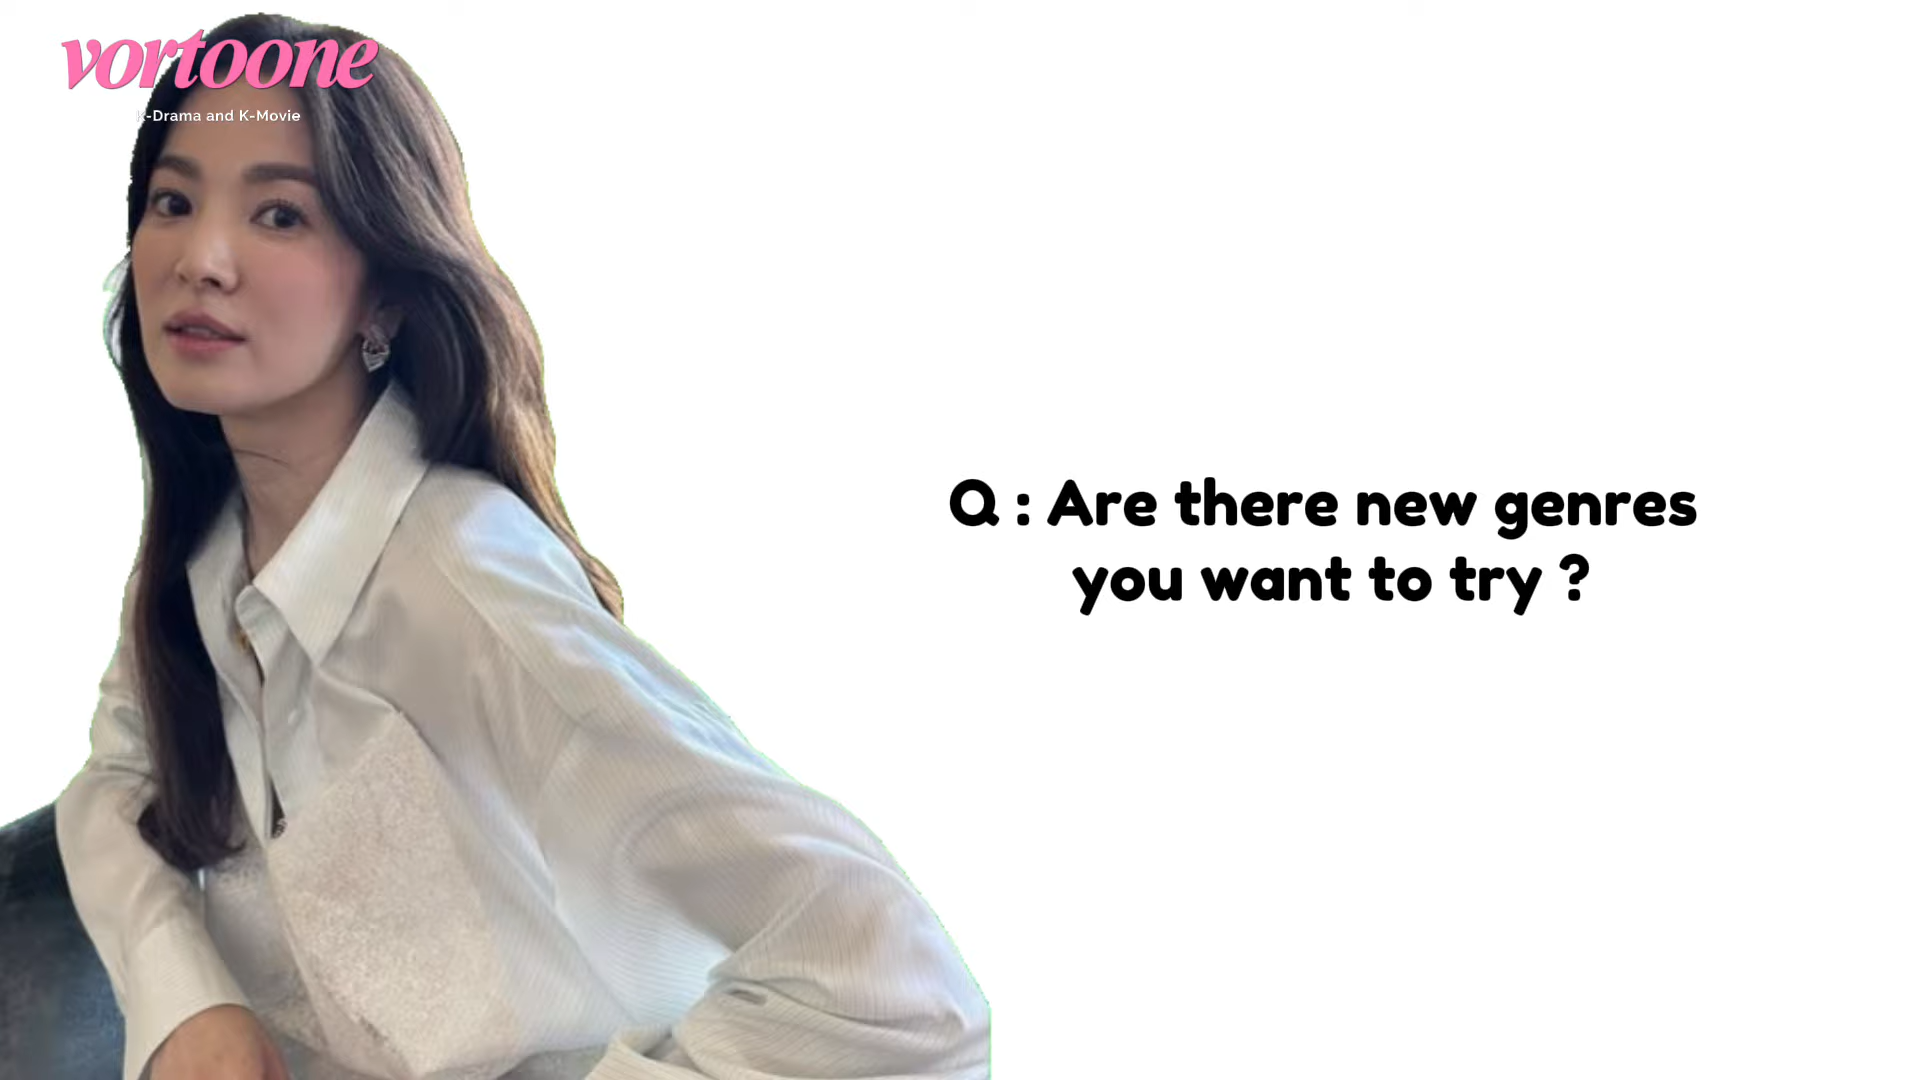 vortoone
K-Drama and K-Movie
Q : Are there new genres
you want to try ?